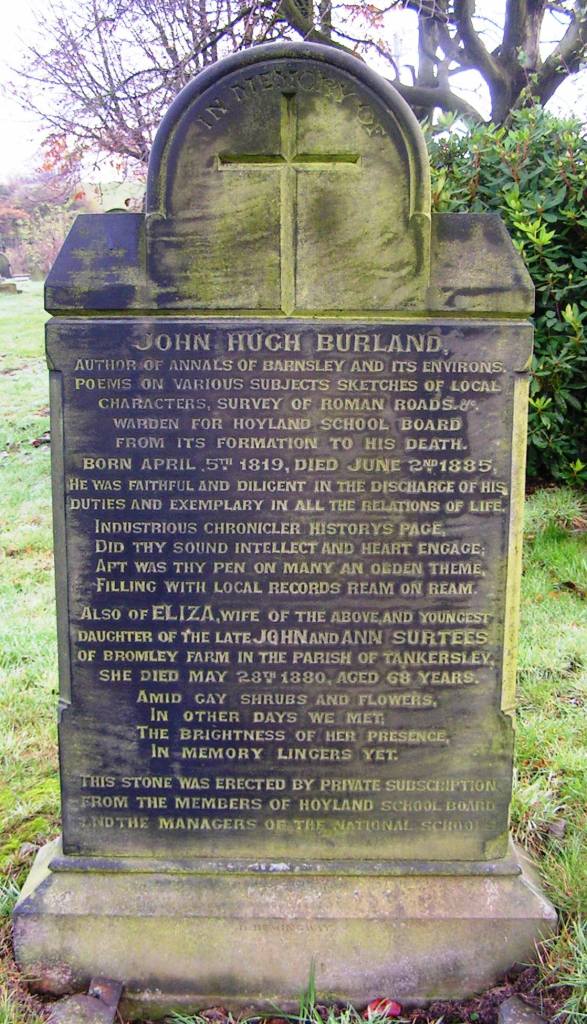 IN MEMORY OF
JOHN HUGH BURLAND,
AUTHOR OF ANNALS OF BARNSLEY AND ITS ENVIRONS.
POEMS ON VARIOUS SUBJECTS SKETCHES OF LOCAL
CHARACTERS, SURVEY OF ROMAN ROADS &c.
WARDEN FOR HOYLAND SCHOOL BOARD
FROM ITS FORMATION TO HIS DEATH.
BORN APRIL 5TH 1819, DIED JUNE 2ND 1885,
HE WAS FAITHFUL AND DILIGENT IN THE DISCHARGE OF HIS
DUTIES AND EXEMPLARY IN ALL THE RELATIONS OF LIFE.
INDUSTRIOUS CHRONICLER HISTORYS PAGE,
DID THY SOUND INTELLECT AND HEART ENGAGE;
APT WAS THY PEN ON MANY AN OLDEN THEME,
FILLING WITH LOCAL RECORDS REAM ON REAM.
ALSO OF ELIZA, WIFE OF THE ABOVE, AND YOUNGEST
DAUGHTER OF THE LATE JOHN AND ANN SURTEES
OF BROMLEY FARM IN THE PARISH OF TANKERSLEY,
SHE DIED MAY 28TH 1880, AGED 68 YEARS.
AMID GAY SHRUBS AND FLOWERS,
IN OTHER DAYS WE MET,
THE BRIGHTNESS OF HER PRESENCE,
IN MEMORY LINGERS YET.
THIS STONE WAS ERECTED BY PRIVATE SUBSCRIPTION
FROM THE MEMBERS OF HOYLAND SCHOOL BOARD
AND THE MANAGERS OF THE NATIONAL SCHOOLS